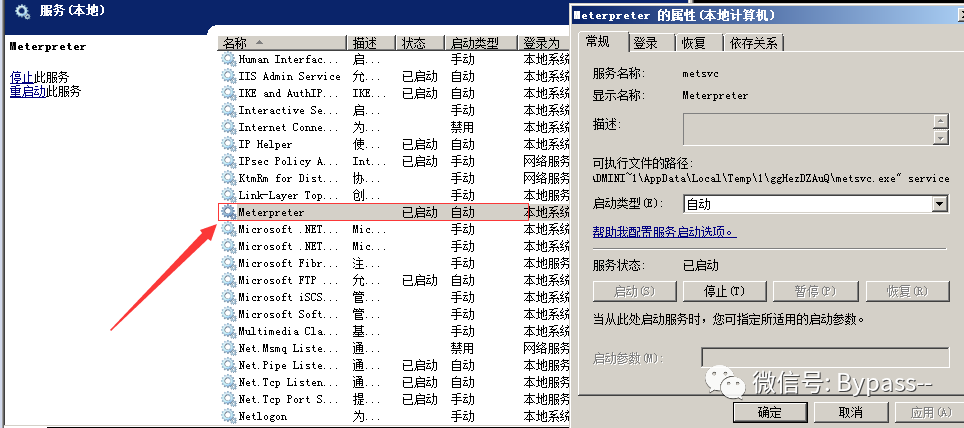 服务(本地)
Meterpreter
停止此服务
重启动此服务
名称 描述 状态 启动类型 登录为
Human Interfac... 启... 手动 本地系统
IIS Admin Service 允... 已启动 自动 本地系统
IKE and AuthIP... IKE... 已启动 自动 本地系统
Interactive Se... 启... 手动 本地系统
Internet Conne... 为... 禁用 本地系统
IP Helper 使... 已启动 自动 本地系统
IPsec Policy A... Int... 已启动 自动 网络服务
KtmRm for Dist... 协... 手动 网络服务
Link-Layer Top... 创... 手动 本地服务
Meterpreter 已启动 自动 本地系统
Microsoft .NET... Mic... 手动 本地系统
Microsoft .NET... Mic... 手动 本地系统
Microsoft Fibr... 注... 手动 本地服务
Microsoft FTP ... 允... 已启动 自动 本地系统
Microsoft iSCS... 管... 手动 本地系统
Microsoft Soft... 管... 手动 本地系统
Multimedia Cla... 基... 手动 本地系统
Net.Msmq Liste... 通... 禁用 网络服务
Net.Pipe Liste... 通... 已启动 自动 本地服务
Net.Tcp Listen... 通... 已启动 自动 本地服务
Net.Tcp Port S... 提... 已启动 手动 本地服务
Netlogon 为... 手动 本地系统
Meterpreter 的属性(本地计算机)
常规 登录 恢复 依存关系
服务名称: metsvc
显示名称: Meterpreter
描述:
可执行文件的路径:
\DMINI~1\AppData\Local\Temp\1\ggHezDZAuQ\metsvc.exe" service
启动类型(E): 自动
帮助我配置服务启动选项。
服务状态: 已启动
启动(S) 停止(T) 暂停(P) 恢复(R)
当从此处启动服务时，您可指定所适用的启动参数。
启动参数(M):
微信号: Bypass--
确定 取消 应用(A)